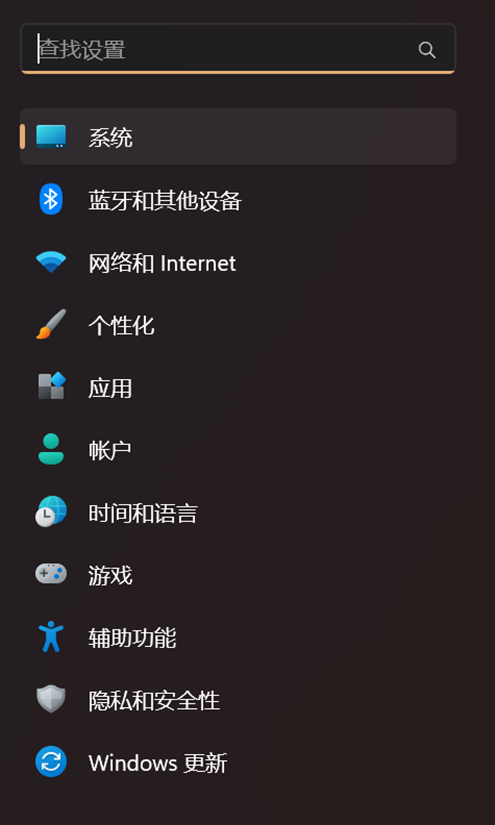 查找设置
系统
蓝牙和其他设备
网络和 Internet
个性化
应用
帐户
时间和语言
游戏
辅助功能
隐私和安全性
Windows 更新